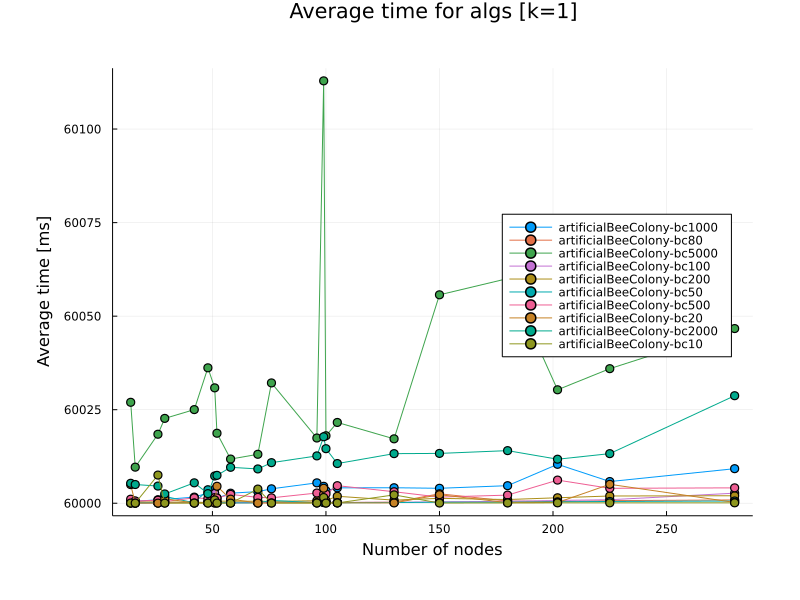 Average time for algs [k=1]
Average time [ms]
60100
60075
60050
60025
60000
artificialBeeColony-bc1000
artificialBeeColony-bc80
artificialBeeColony-bc5000
artificialBeeColony-bc100
artificialBeeColony-bc200
artificialBeeColony-bc50
artificialBeeColony-bc500
artificialBeeColony-bc20
artificialBeeColony-bc2000
artificialBeeColony-bc10
50
100
150
200
250
Number of nodes